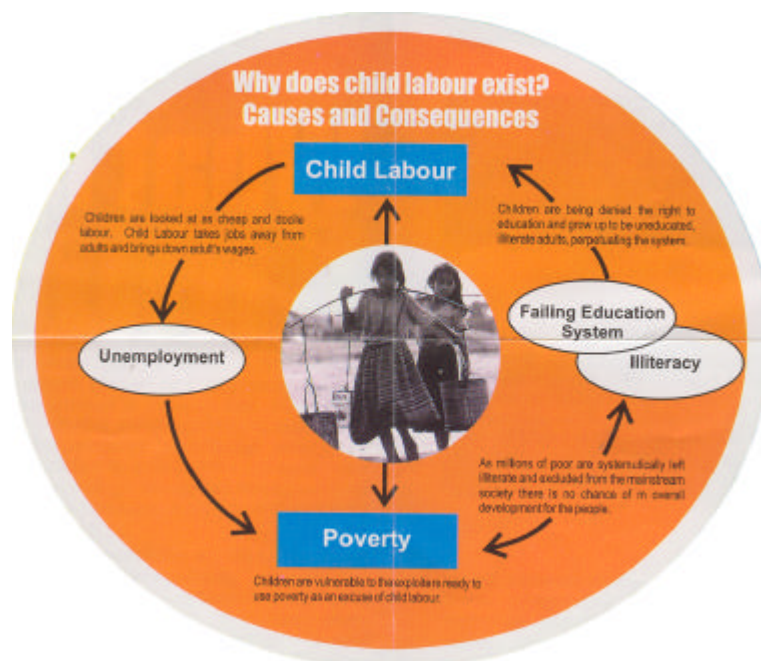 Why does child labour exist?
Causes and Consequences
Child Labour
Children are looked at as cheap and docile
labour. Child Labour takes jobs away from
adults and brings down adult's wages.
Children are being denied the right to
education and grow up to be uneducated,
illiterate adults, perpetuating the system.
Failing Education
System
Illiteracy
Unemployment
As millions of poor are systematically left
illiterate and excluded from the mainstream
society there is no chance of m overall
development for the people.
Poverty
Children are vulnerable to the exploiters ready to
use poverty as an excuse of child labour.